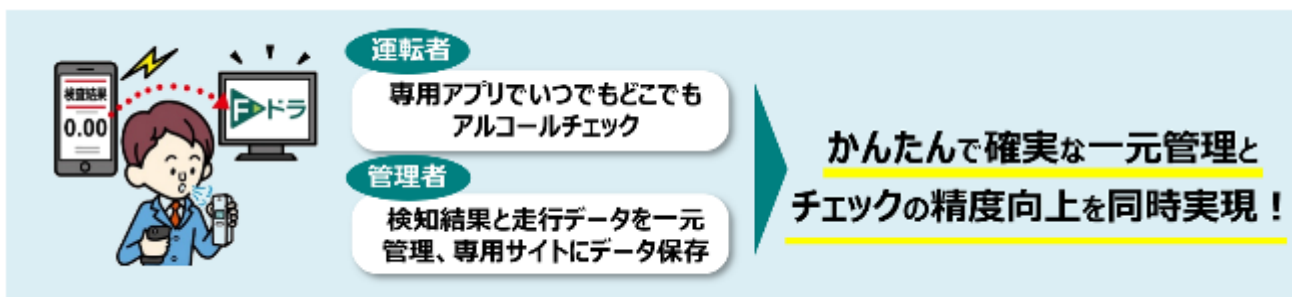 検査結果
0.00
F ドラ
運転者
専用アプリでいつでもどこでも
アルコールチェック
管理者
検知結果と走行データを一元
管理、専用サイトにデータ保存
かんたんで確実な一元管理と
チェックの精度向上を同時実現！